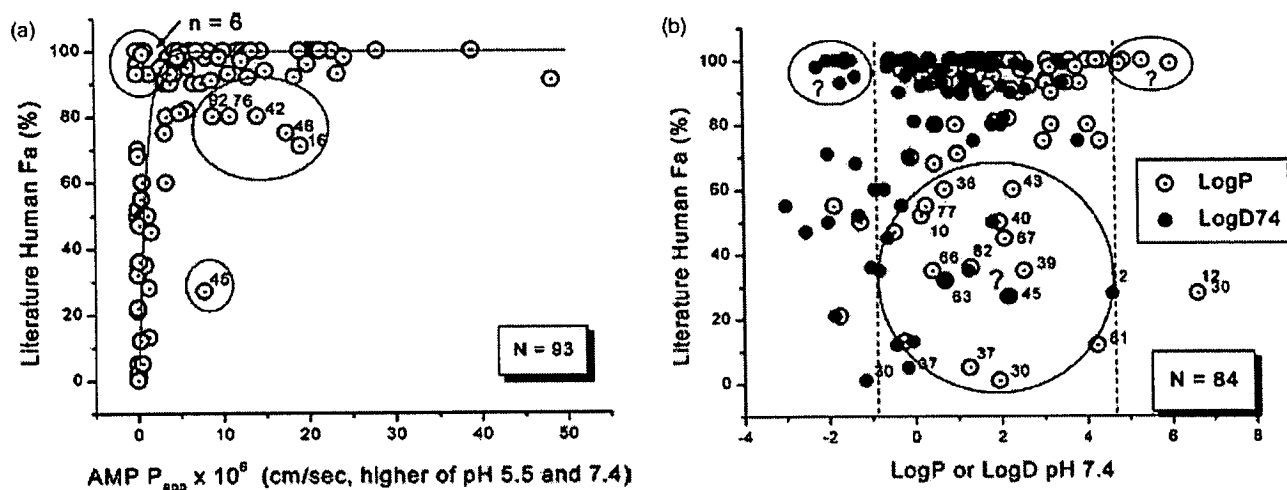 (a)
n = 6
Literature Human Fa (%)
100
80
60
40
20
0
92 76 42
48
16
45
N = 93
0 10 20 30 40 50
AMP Papp x 10⁶ (cm/sec, higher of pH 5.5 and 7.4)
(b)
Literature Human Fa (%)
100
80
60
40
20
0
? ?
36 43
77 40
10 67
66 82 39
63 ? 45
2 12
30
61
37 37
30 30
LogP
LogD74
N = 84
-4 -2 0 2 4 6 8
LogP or LogD pH 7.4